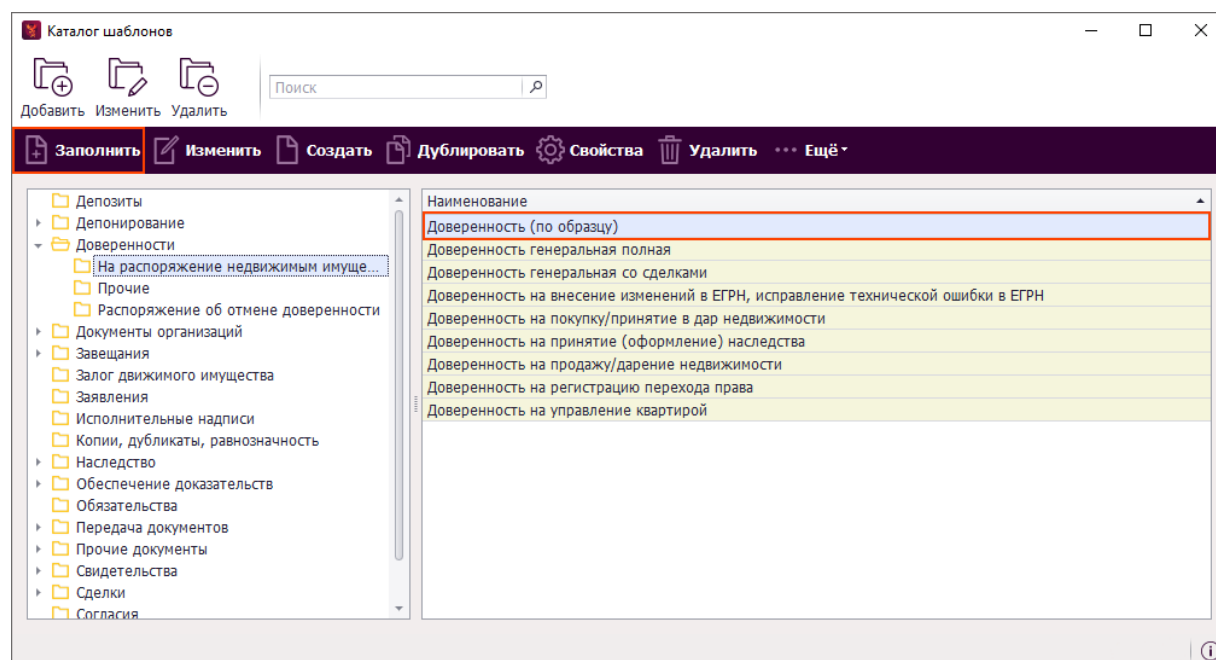 Каталог шаблонов
Добавить Изменить Удалить
Поиск
Заполнить Изменить Создать Дублировать Свойства Удалить ··· Ещё
Депозиты
Депонирование
Доверенности
На распоряжение недвижимым имуще...
Прочие
Распоряжение об отмене доверенности
Документы организаций
Завещания
Залог движимого имущества
Заявления
Исполнительные надписи
Копии, дубликаты, равнозначность
Наследство
Обеспечение доказательств
Обязательства
Передача документов
Прочие документы
Свидетельства
Сделки
Согласия
Наименование
Доверенность (по образцу)
Доверенность генеральная полная
Доверенность генеральная со сделками
Доверенность на внесение изменений в ЕГРН, исправление технической ошибки в ЕГРН
Доверенность на покупку/принятие в дар недвижимости
Доверенность на принятие (оформление) наследства
Доверенность на продажу/дарение недвижимости
Доверенность на регистрацию перехода права
Доверенность на управление квартирой